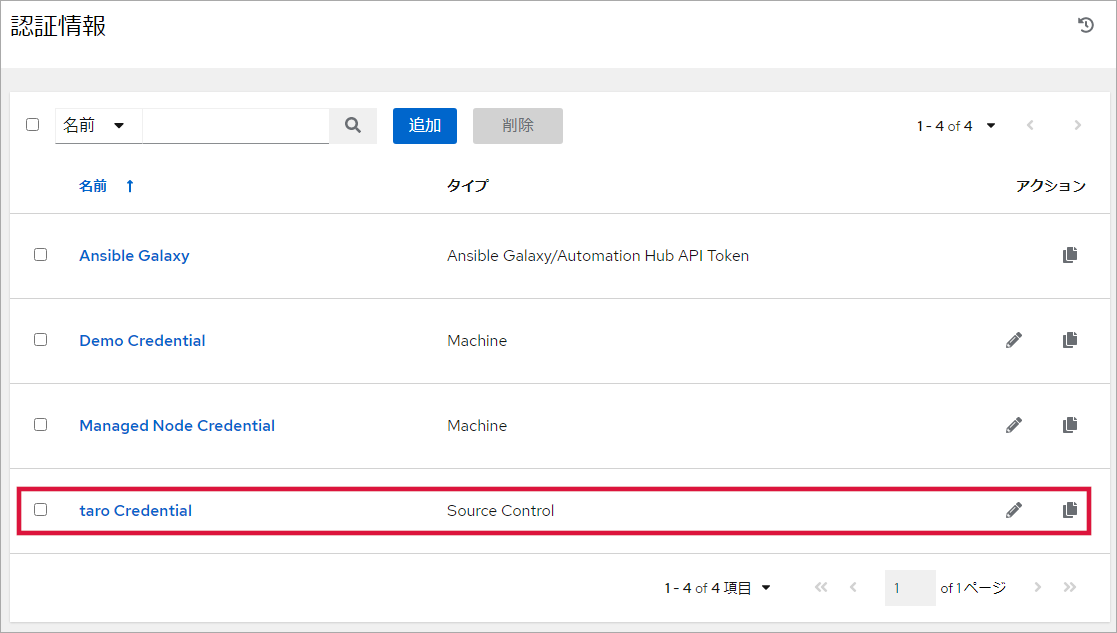 認証情報
名前 追加 削除 1 - 4 of 4
名前 タイプ アクション
Ansible Galaxy Ansible Galaxy/Automation Hub API Token
Demo Credential Machine
Managed Node Credential Machine
taro Credential Source Control
1 - 4 of 4 項目 1 of 1 ページ